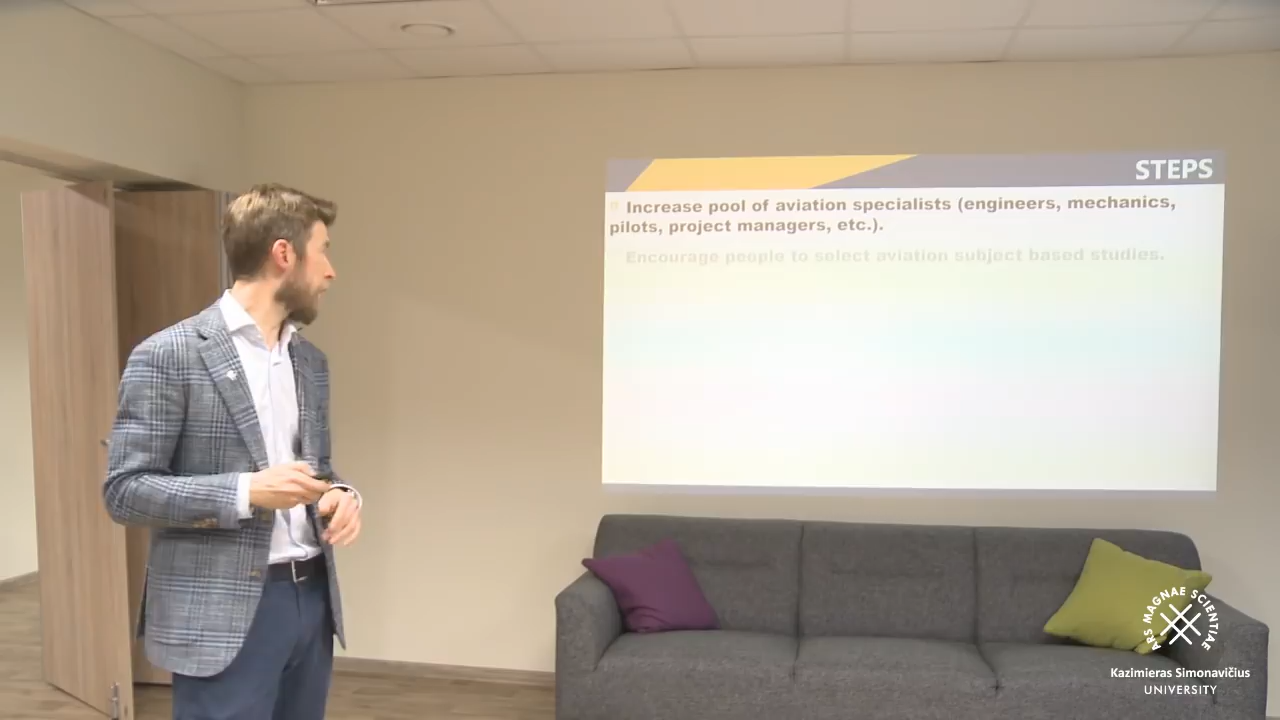 STEPS
Increase pool of aviation specialists (engineers, mechanics,
pilots, project managers, etc.).
Encourage people to select aviation subject based studies.
ARS MAGNAE SCIENTIAE
Kazimieras Simonavičius
UNIVERSITY